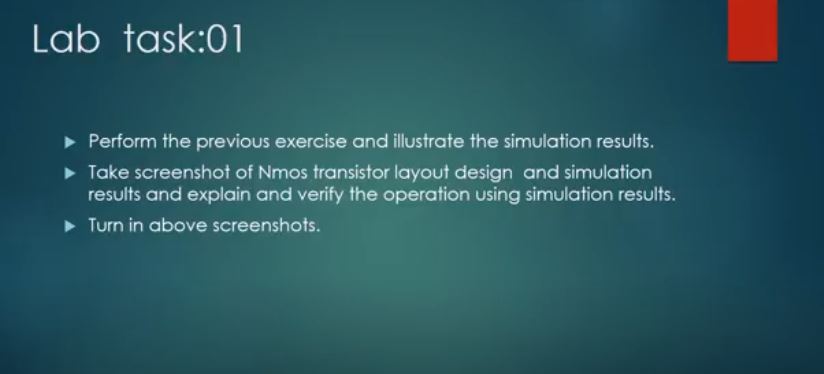 Lab task:01
Perform the previous exercise and illustrate the simulation results.
Take screenshot of Nmos transistor layout design and simulation
results and explain and verify the operation using simulation results.
Turn in above screenshots.